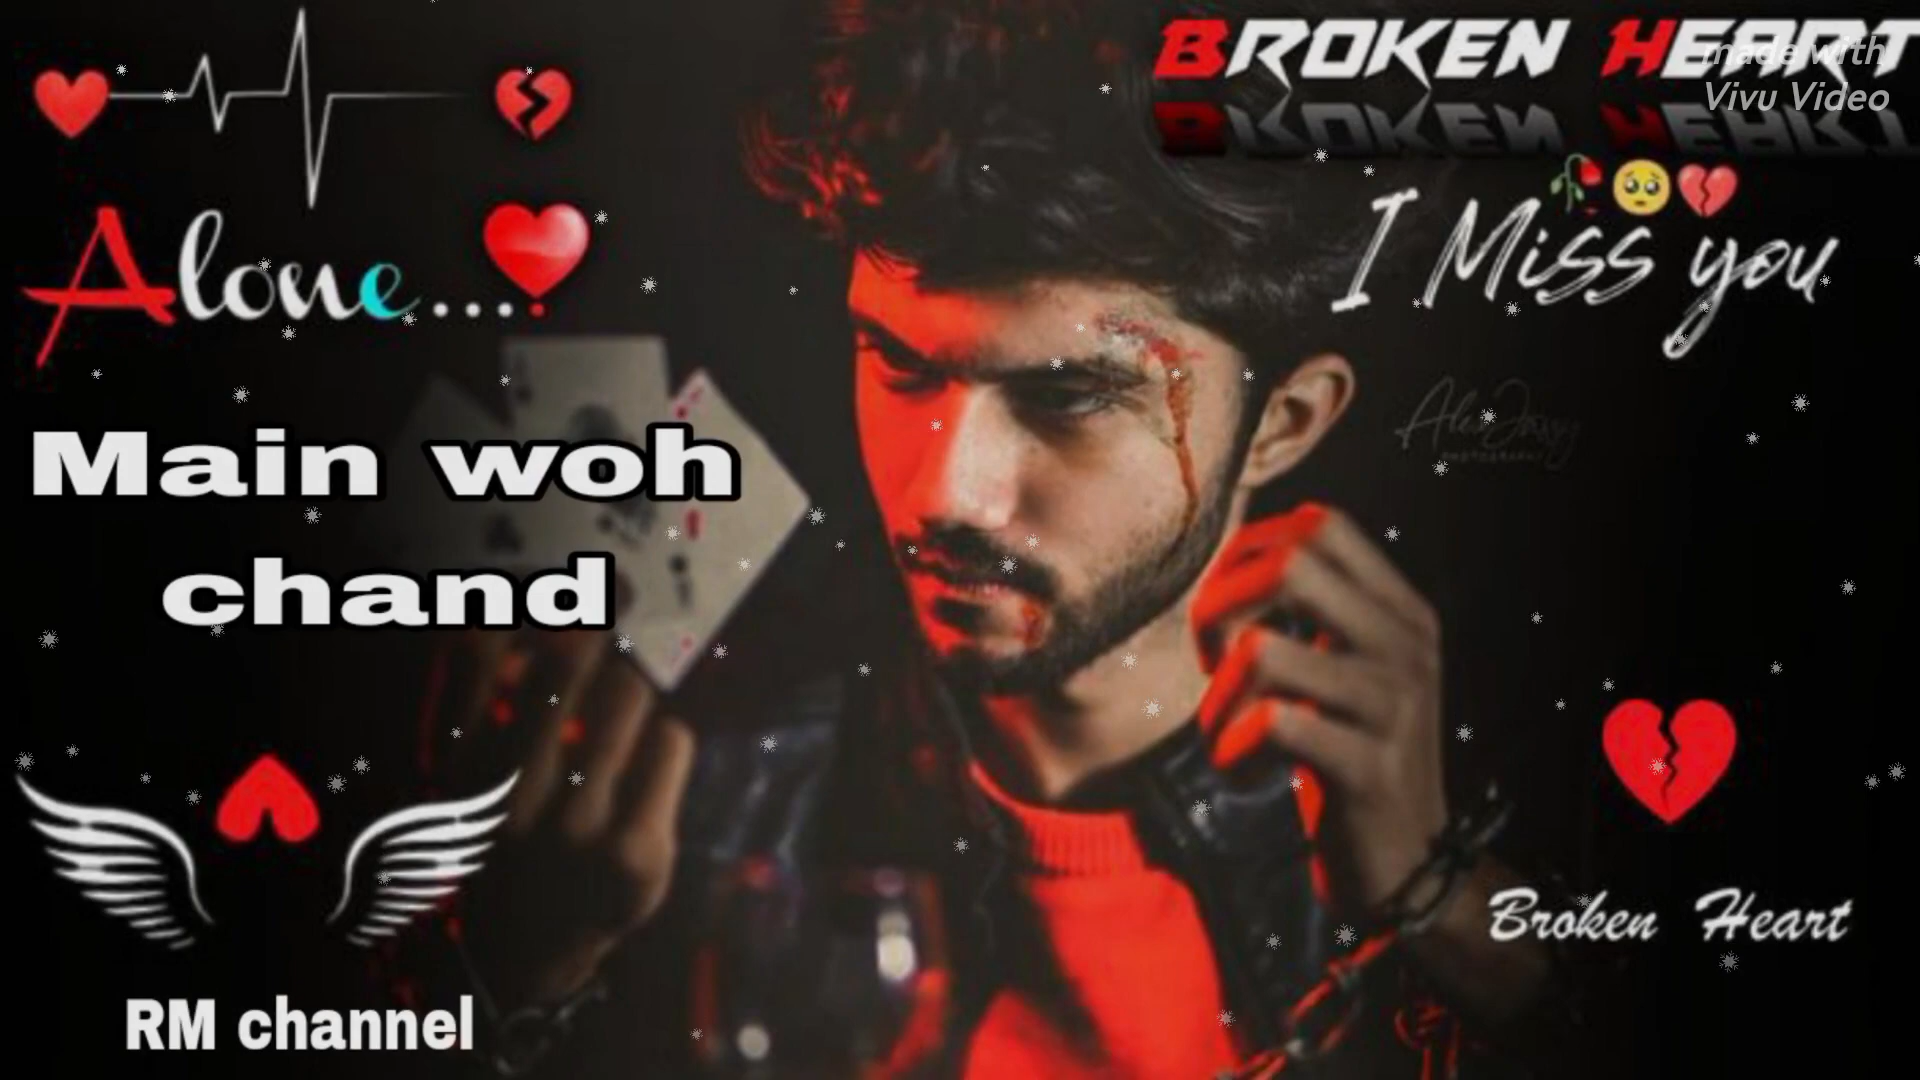 BROKEN HEART
made with
Vivu Video
I Miss you
Alone....
Main woh
chand
Broken Heart
RM channel